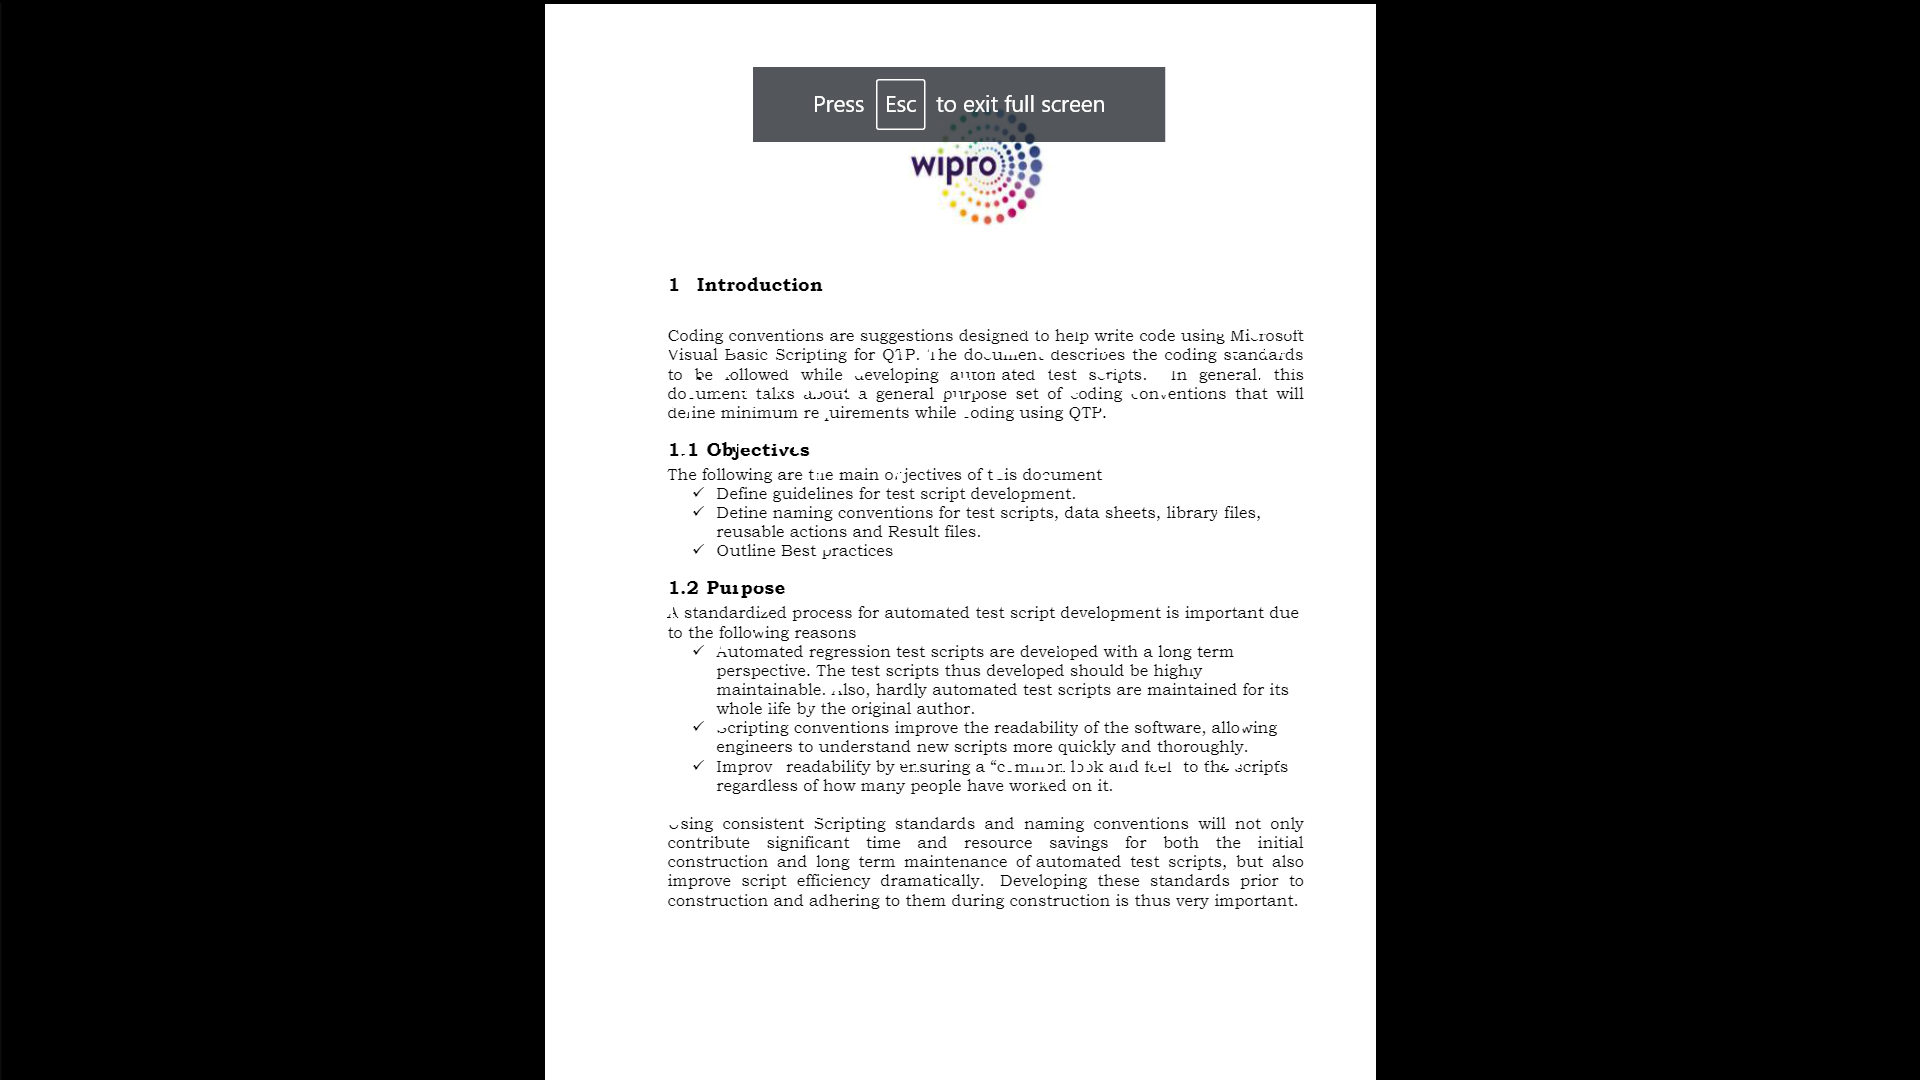 Press Esc to exit full screen
wipro
1 Introduction
Coding conventions are suggestions designed to help write code using Microsoft
Visual Basic Scripting for QTP. The document describes the coding standards
to be followed while developing automated test scripts. In general, this
document talks about a general purpose set of coding conventions that will
define minimum requirements while coding using QTP.
1.1 Objectives
The following are the main objectives of this document
✓ Define guidelines for test script development.
✓ Define naming conventions for test scripts, data sheets, library files,
reusable actions and Result files.
✓ Outline Best practices
1.2 Purpose
A standardized process for automated test script development is important due
to the following reasons
✓ Automated regression test scripts are developed with a long term
perspective. The test scripts thus developed should be highly
maintainable. Also, hardly automated test scripts are maintained for its
whole life by the original author.
✓ Scripting conventions improve the readability of the software, allowing
engineers to understand new scripts more quickly and thoroughly.
✓ Improve readability by ensuring a “common look and feel” to the scripts
regardless of how many people have worked on it.
Using consistent Scripting standards and naming conventions will not only
contribute significant time and resource savings for both the initial
construction and long term maintenance of automated test scripts, but also
improve script efficiency dramatically. Developing these standards prior to
construction and adhering to them during construction is thus very important.